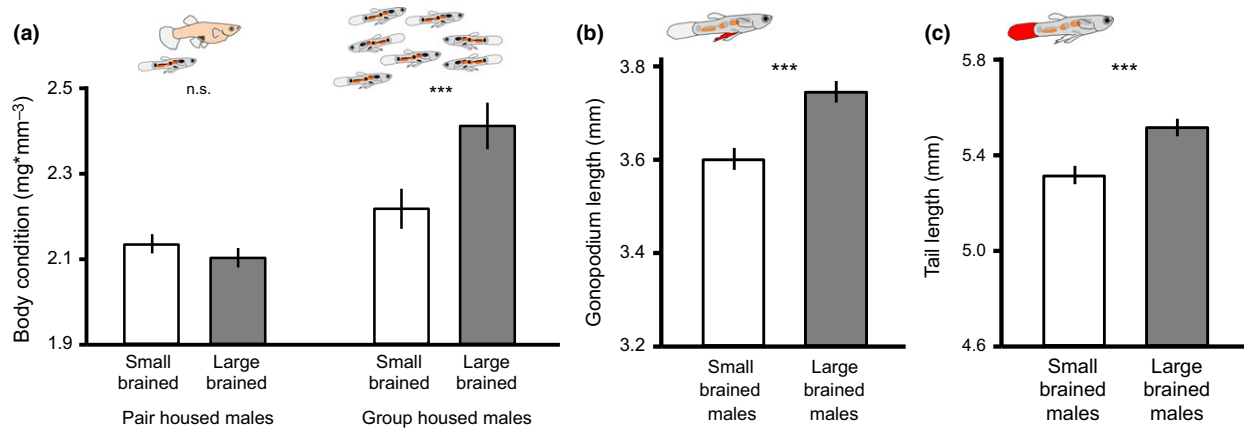 (a)
n.s.
***
Body condition (mg*mm–3)
2.5
2.3
2.1
1.9
Small
brained
Large
brained
Small
brained
Large
brained
Pair housed males
Group housed males
(b)
***
Gonopodium length (mm)
3.8
3.6
3.4
3.2
Small
brained
males
Large
brained
males
(c)
***
Tail length (mm)
5.8
5.4
5.0
4.6
Small
brained
males
Large
brained
males